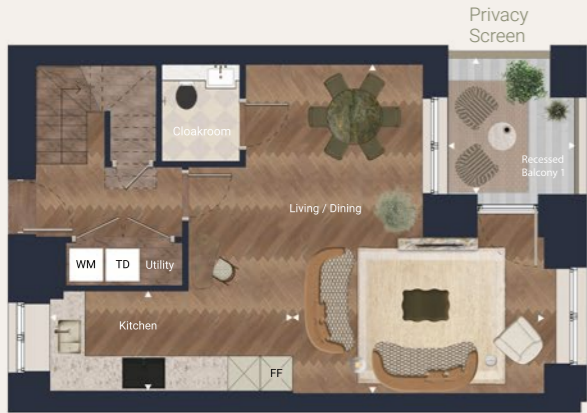 Privacy
Screen
Cloakroom
Recessed
Balcony 1
Living / Dining
WM
TD
Utility
Kitchen
FF